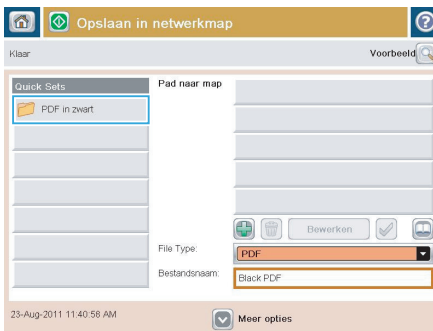 Opslaan in netwerkmap
Klaar
Voorbeeld
Quick Sets
Pad naar map
PDF in zwart
Bewerken
File Type:
PDF
Bestandsnaam:
Black PDF
23-Aug-2011 11:40:58 AM
Meer opties